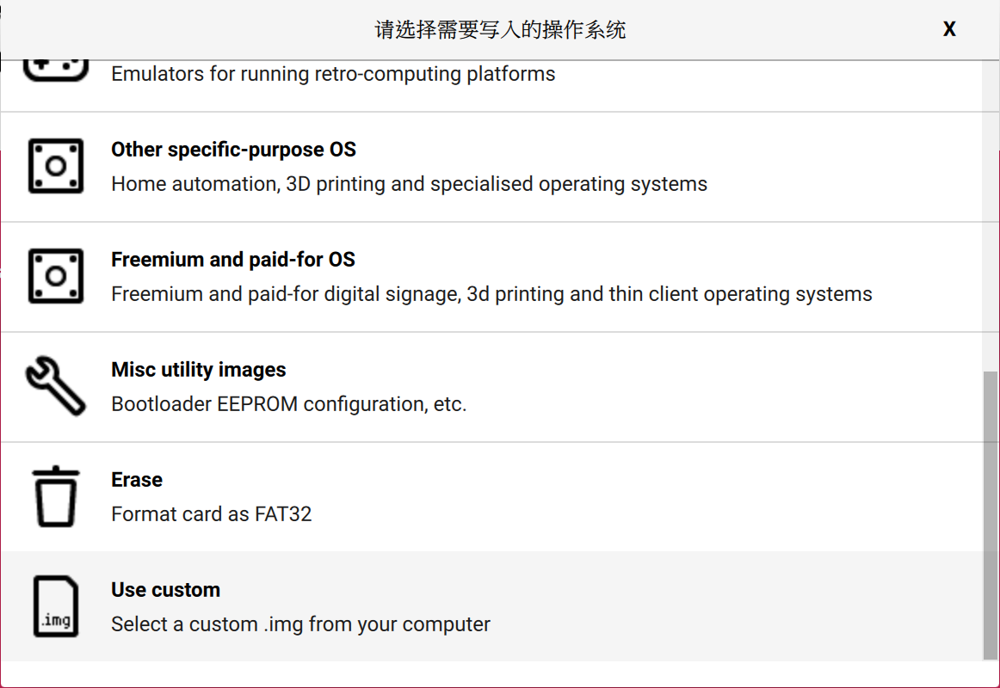 请选择需要写入的操作系统
X
Emulators for running retro-computing platforms
Other specific-purpose OS
Home automation, 3D printing and specialised operating systems
Freemium and paid-for OS
Freemium and paid-for digital signage, 3d printing and thin client operating systems
Misc utility images
Bootloader EEPROM configuration, etc.
Erase
Format card as FAT32
.img
Use custom
Select a custom .img from your computer